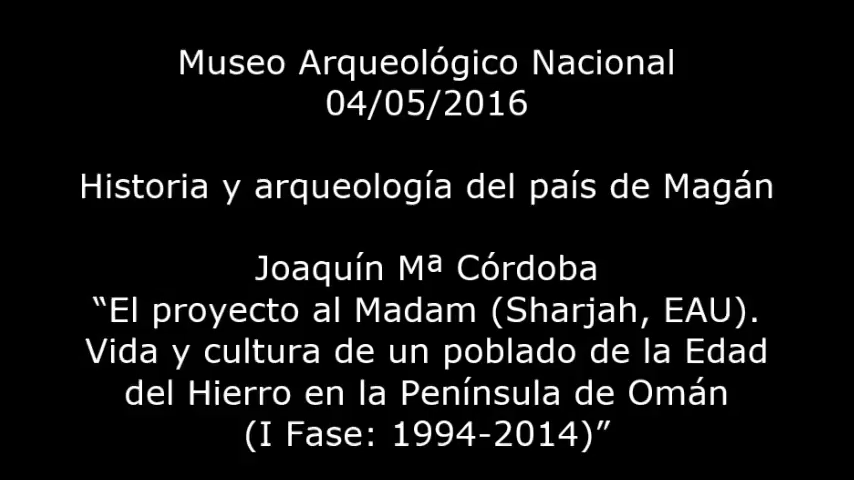 Museo Arqueológico Nacional
04/05/2016
Historia y arqueología del país de Magán
Joaquín Mª Córdoba
“El proyecto al Madam (Sharjah, EAU).
Vida y cultura de un poblado de la Edad
del Hierro en la Península de Omán
(I Fase: 1994-2014)”